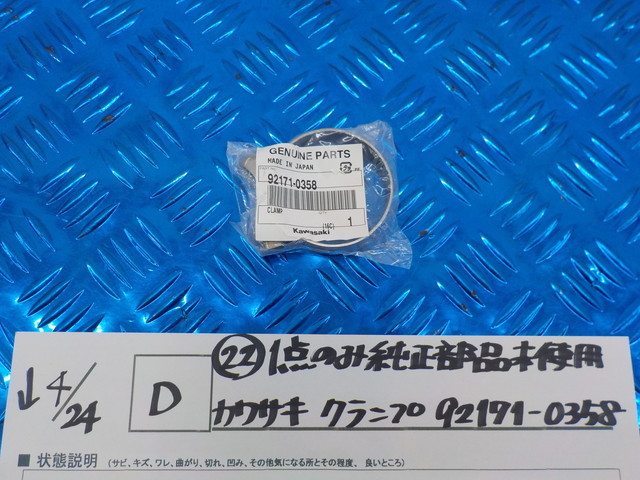 GENUINE PARTS
MADE IN JAPAN
92171-0358
CLAMP
QTY
1
(16C)
Kawasaki
㉒ 1点のみ純正部品未使用
↓4/24 D カワサキ クランプ 92171-0358
■ 状態説明 (サビ、キズ、ワレ、曲がり、切れ、凹み、その他気になる所とその程度、良いところ)